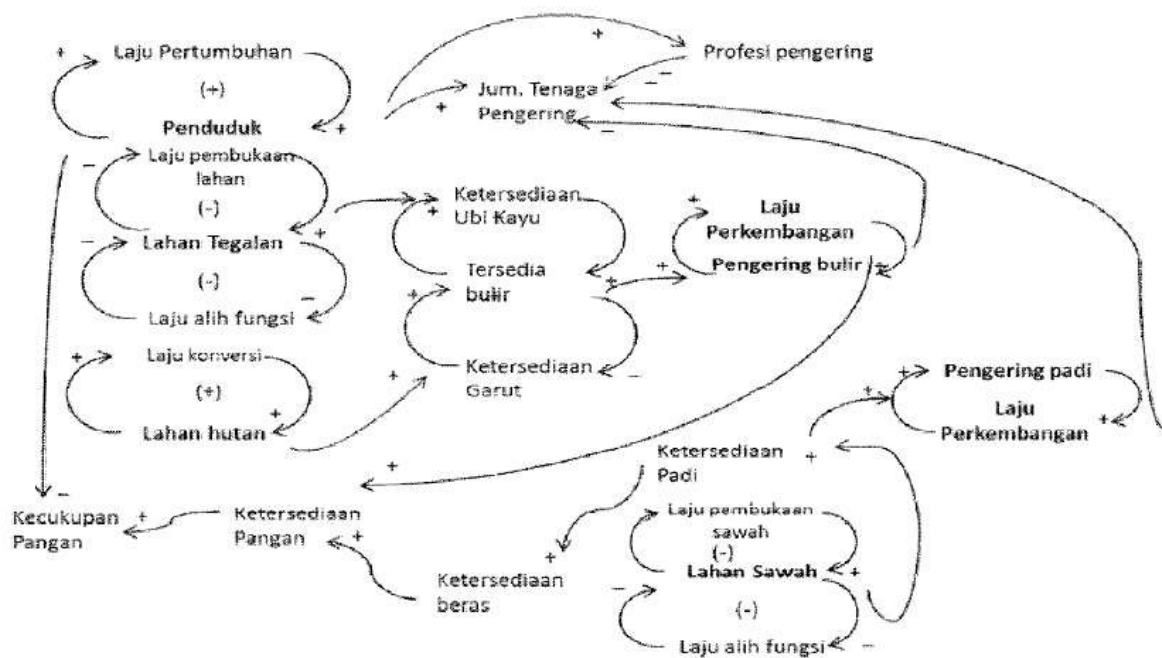 Laju Pertumbuhan
(+)
Penduduk
Laju pembukaan
lahan
(-)
Lahan Tegalan
(-)
Laju alih fungsi
Laju konversi
(+)
Lahan hutan
Kecukupan
Pangan
Ketersediaan
Pangan
Ketersediaan
beras
Profesi pengering
Jum. Tenaga
Pengering
Ketersediaan
Ubi Kayu
Tersedia
bulir
Ketersediaan
Garut
Laju
Perkembangan
Pengering bulir
Pengering padi
Laju
Perkembangan
Ketersediaan
Padi
Laju pembukaan
sawah
(-)
Lahan Sawah
(-)
Laju alih fungsi